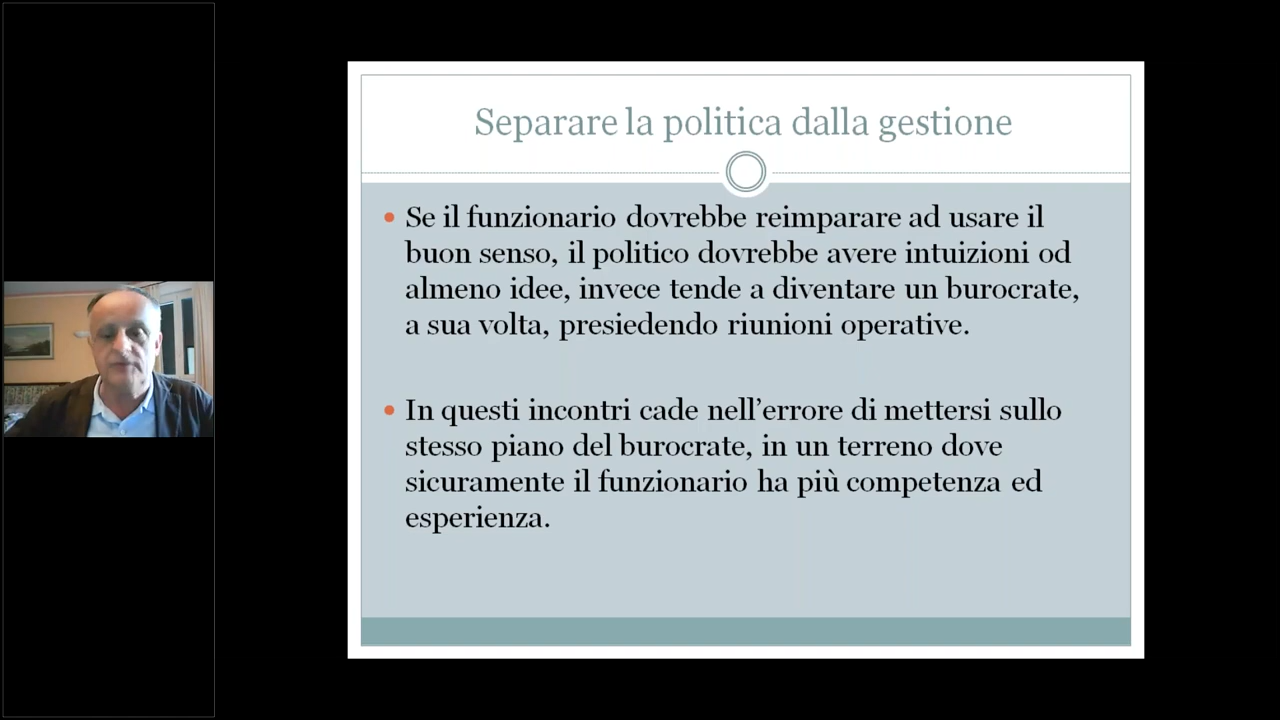 Separare la politica dalla gestione
Se il funzionario dovrebbe reimparare ad usare il
buon senso, il politico dovrebbe avere intuizioni od
almeno idee, invece tende a diventare un burocrate,
a sua volta, presiedendo riunioni operative.
In questi incontri cade nell'errore di mettersi sullo
stesso piano del burocrate, in un terreno dove
sicuramente il funzionario ha più competenza ed
esperienza.